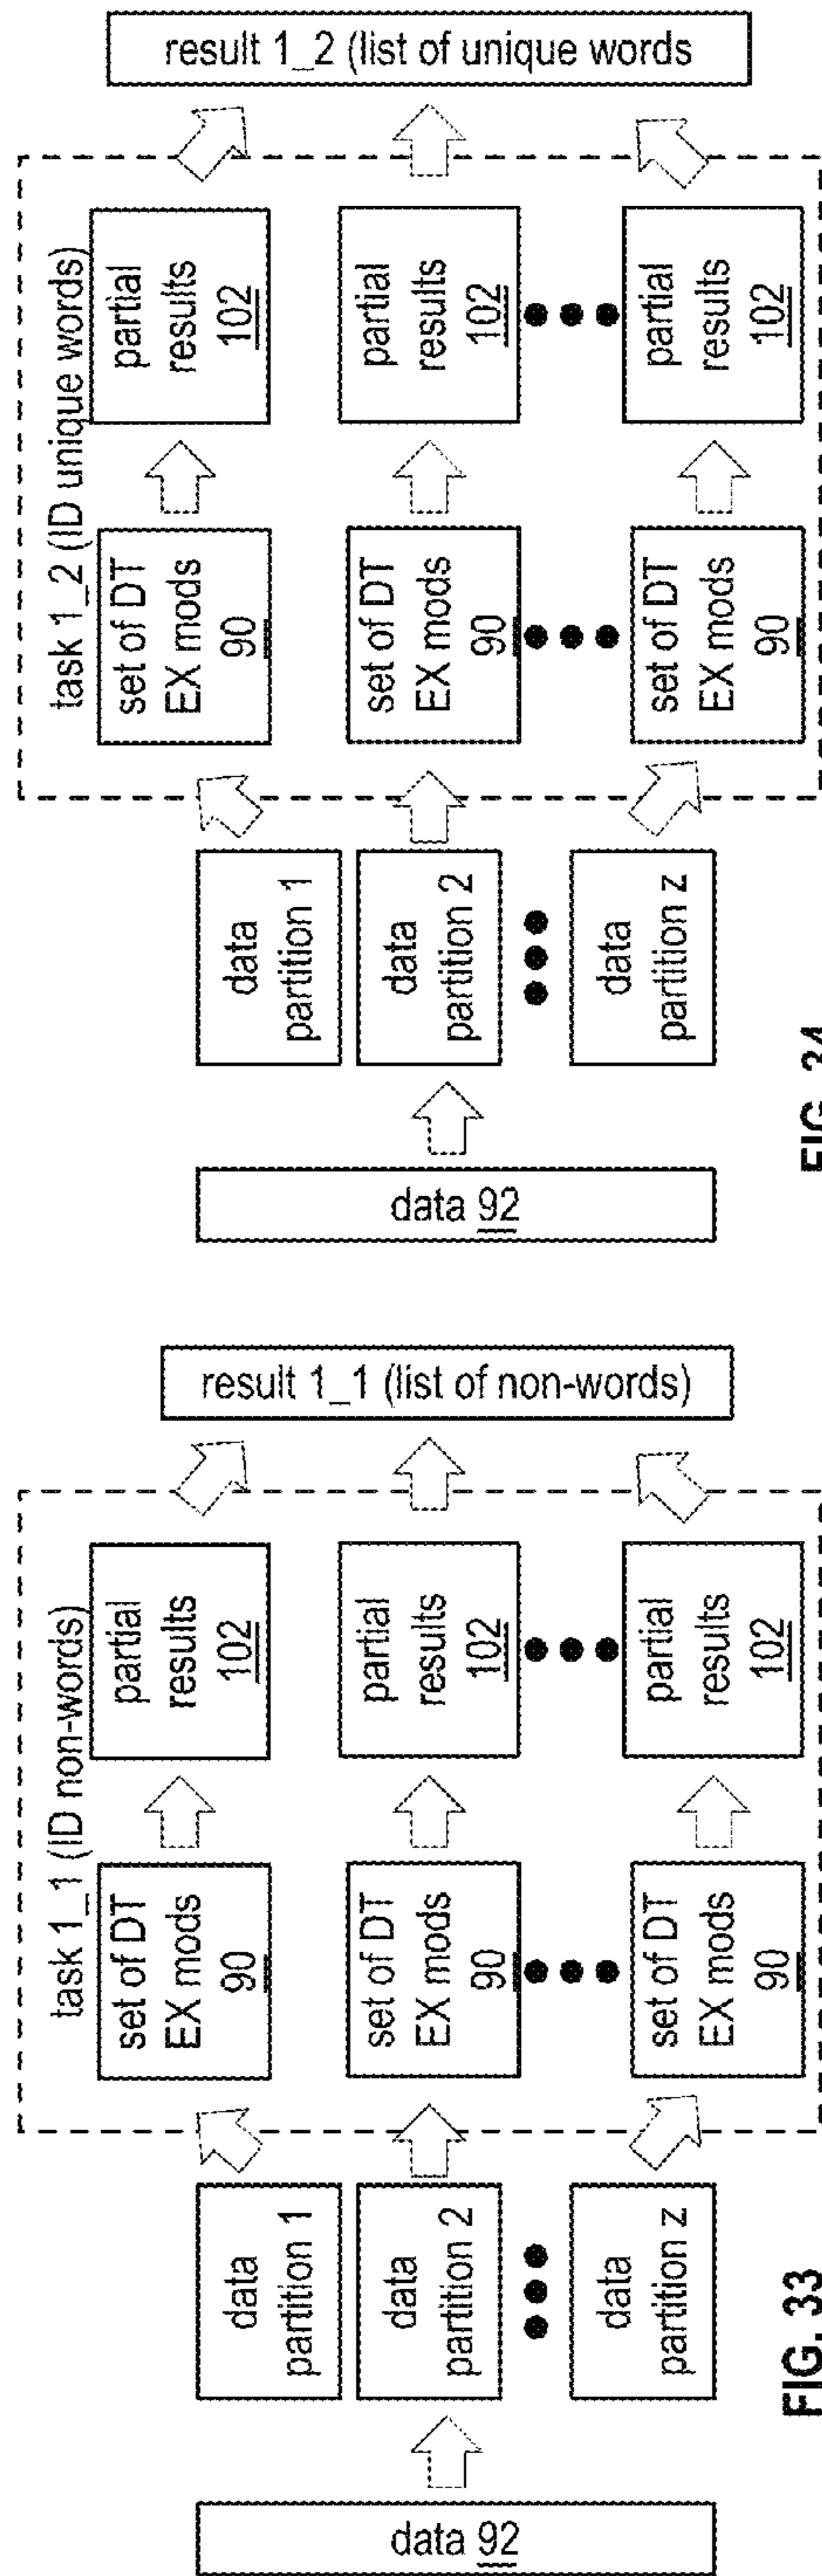 data 92
data
partition 1
data
partition 2
data
partition z
task 1_1 (ID non-words)
set of DT
EX mods
90
partial
results
102
set of DT
EX mods
90
partial
results
102
set of DT
EX mods
90
partial
results
102
result 1_1 (list of non-words)
FIG. 33
data 92
data
partition 1
data
partition 2
data
partition z
task 1_2 (ID unique words)
set of DT
EX mods
90
partial
results
102
set of DT
EX mods
90
partial
results
102
set of DT
EX mods
90
partial
results
102
result 1_2 (list of unique words
FIG. 34